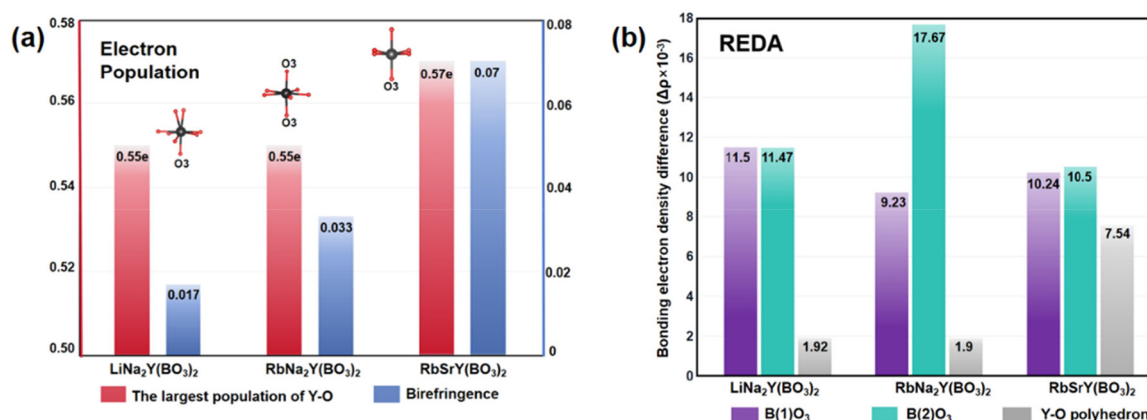 (a)
Electron
Population
0.58
0.56
0.54
0.52
0.50
0.08
0.06
0.04
0.02
0
O3
O3
O3
O3
0.55e
0.017
0.55e
0.033
0.57e
0.07
LiNa₂Y(BO₃)₂
RbNa₂Y(BO₃)₂
RbSrY(BO₃)₂
The largest population of Y-O
Birefringence
(b)
REDA
Bonding electron density difference (Δρ×10⁻³)
18
16
14
12
10
8
6
4
2
0
11.5
11.47
1.92
9.23
17.67
1.9
10.24
10.5
7.54
LiNa₂Y(BO₃)₂
RbNa₂Y(BO₃)₂
RbSrY(BO₃)₂
B(1)O₃
B(2)O₃
Y-O polyhedron